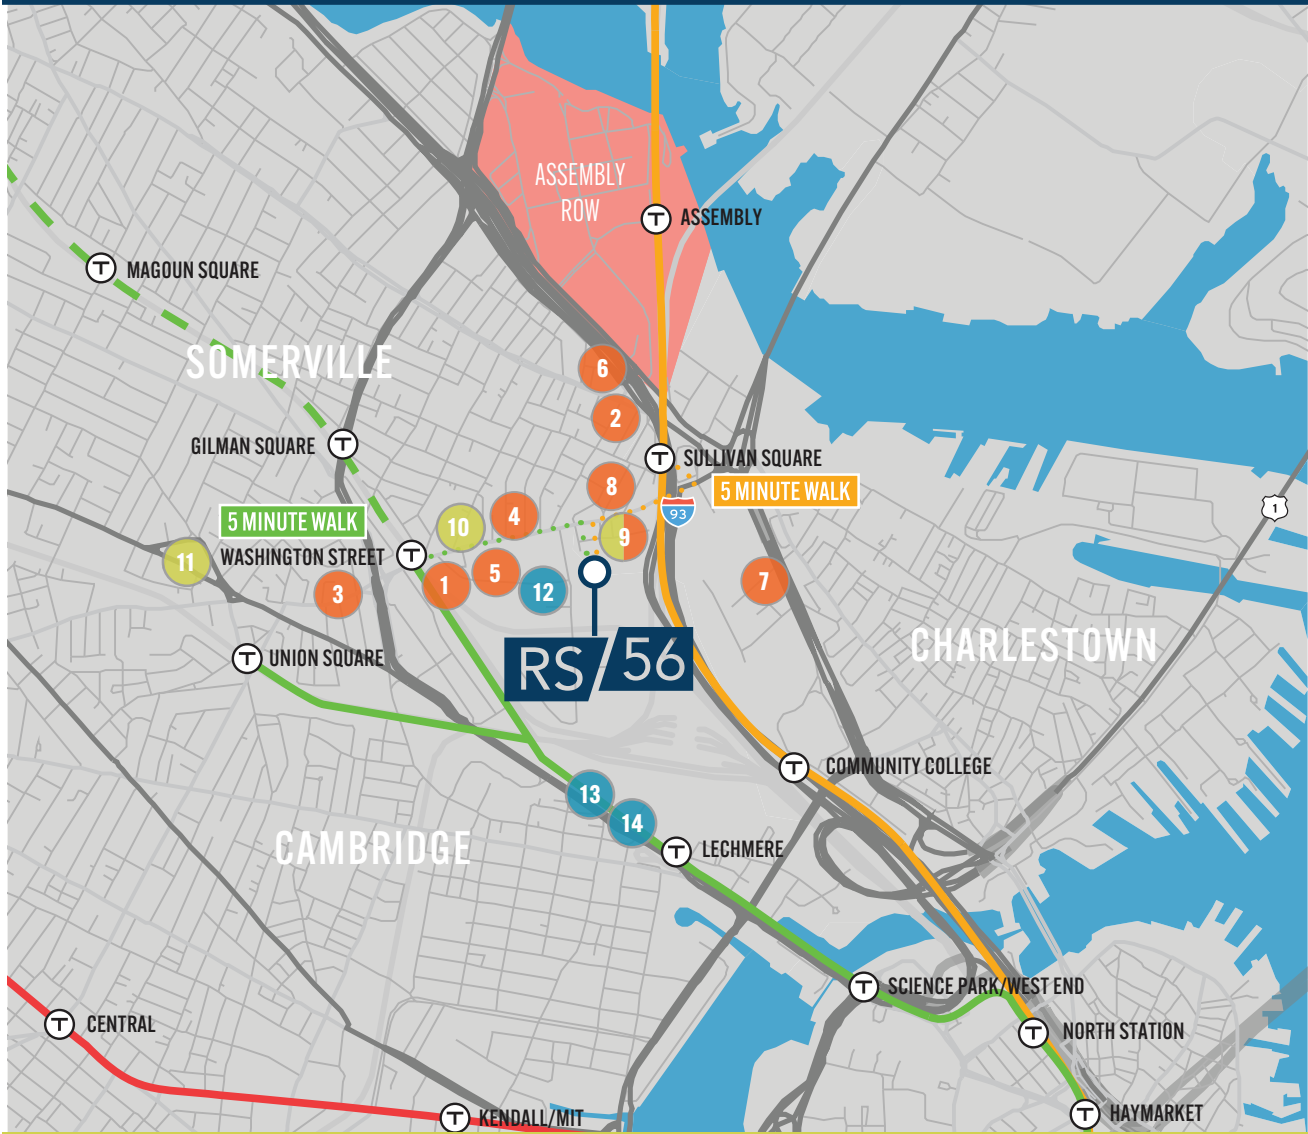 ASSEMBLY
ROW
T ASSEMBLY
T MAGOUN SQUARE
SOMERVILLE
6
2
GILMAN SQUARE T
T SULLIVAN SQUARE
8
5 MINUTE WALK
93
1
4
5 MINUTE WALK
10
9
WASHINGTON STREET T
11
5
7
1
12
3
RS/56
CHARLESTOWN
T UNION SQUARE
T COMMUNITY COLLEGE
13
14
CAMBRIDGE
T LECHMERE
T SCIENCE PARK/WEST END
T CENTRAL
T NORTH STATION
T HAYMARKET
T KENDALL/MIT